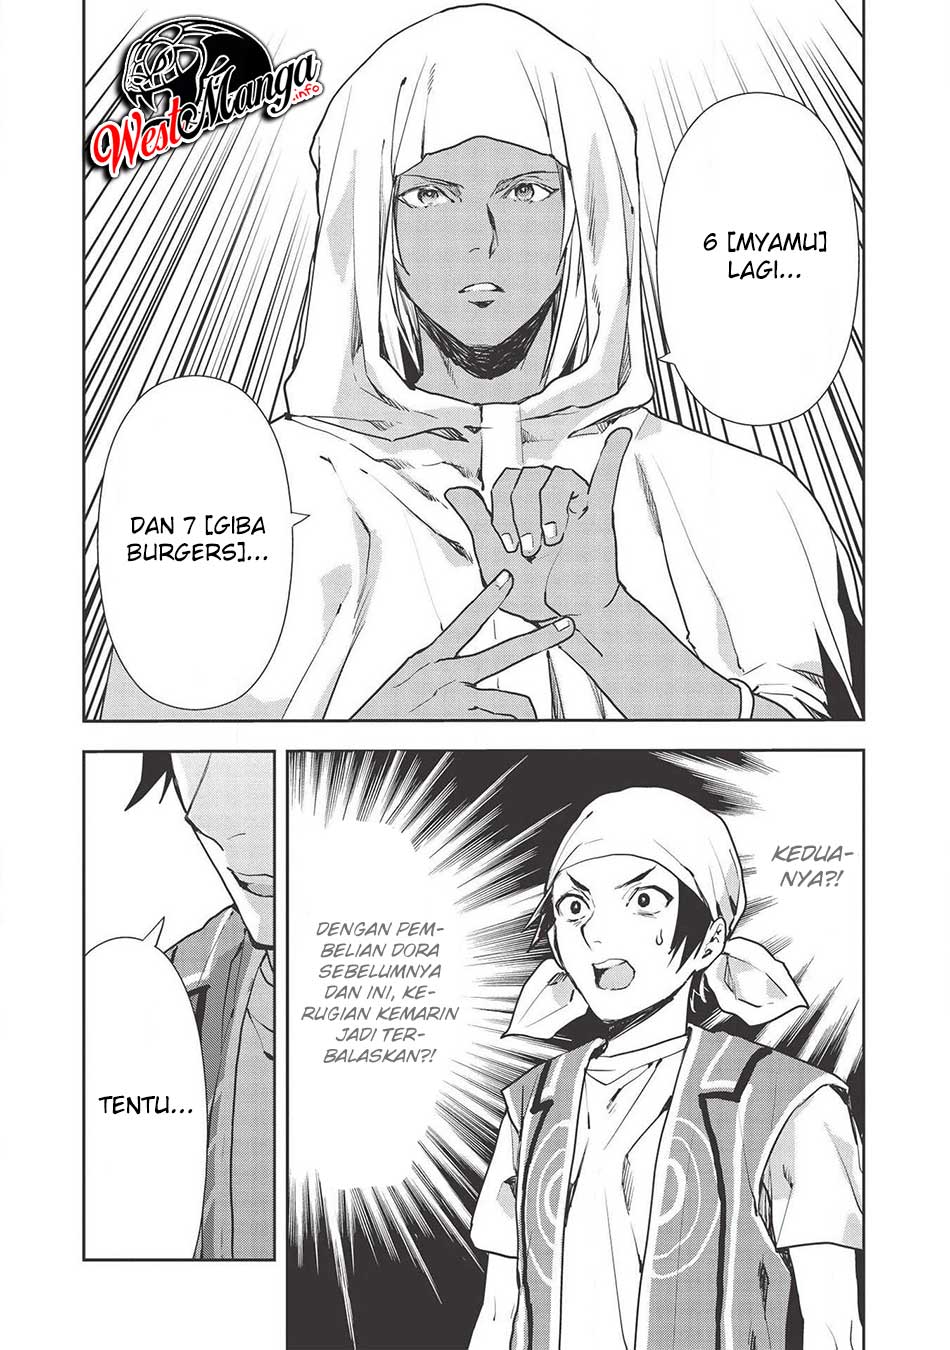 WestManga
.info
6 [MYAMU]
LAGI...
DAN 7 [GIBA
BURGERS]...
KEDUA-
NYA?!
DENGAN PEM-
BELIAN DORA
SEBELUMNYA
DAN INI, KE-
RUGIAN KEMARIN
JADI TER-
BALASKAN?!
TENTU...